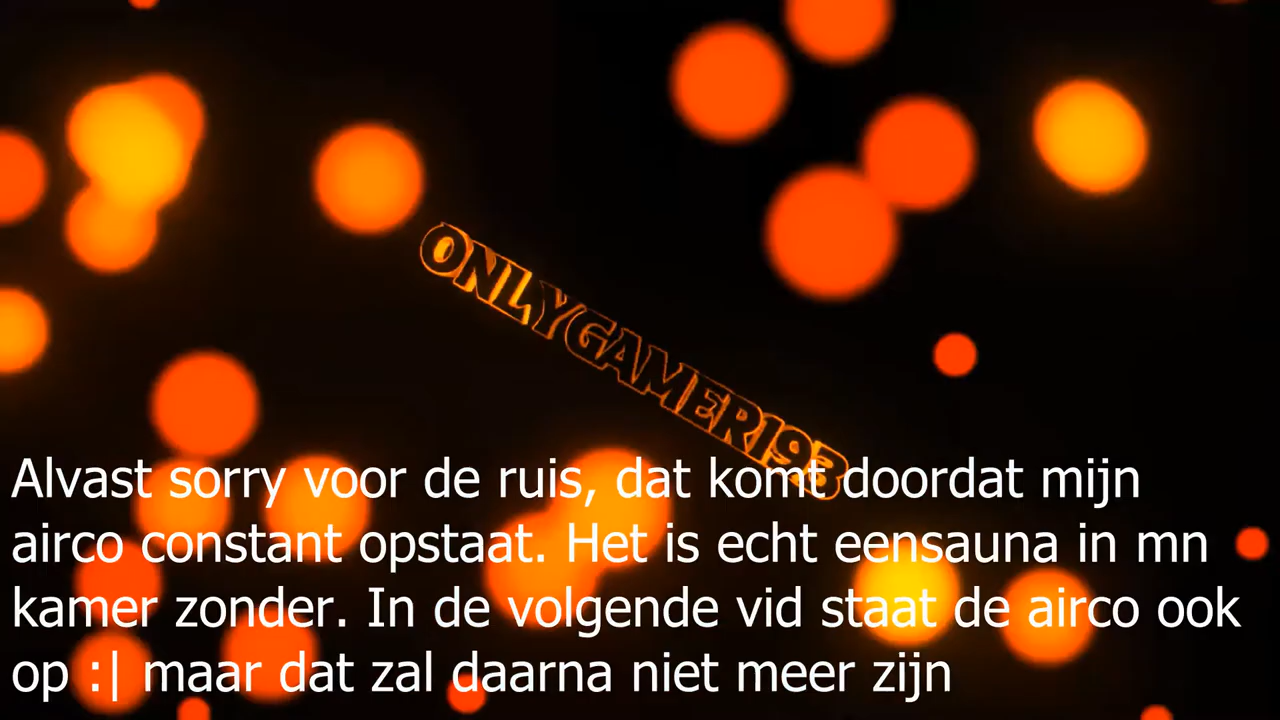 ONLYGAMER193
Alvast sorry voor de ruis, dat komt doordat mijn
airco constant opstaat. Het is echt eensauna in mn
kamer zonder. In de volgende vid staat de airco ook
op :| maar dat zal daarna niet meer zijn